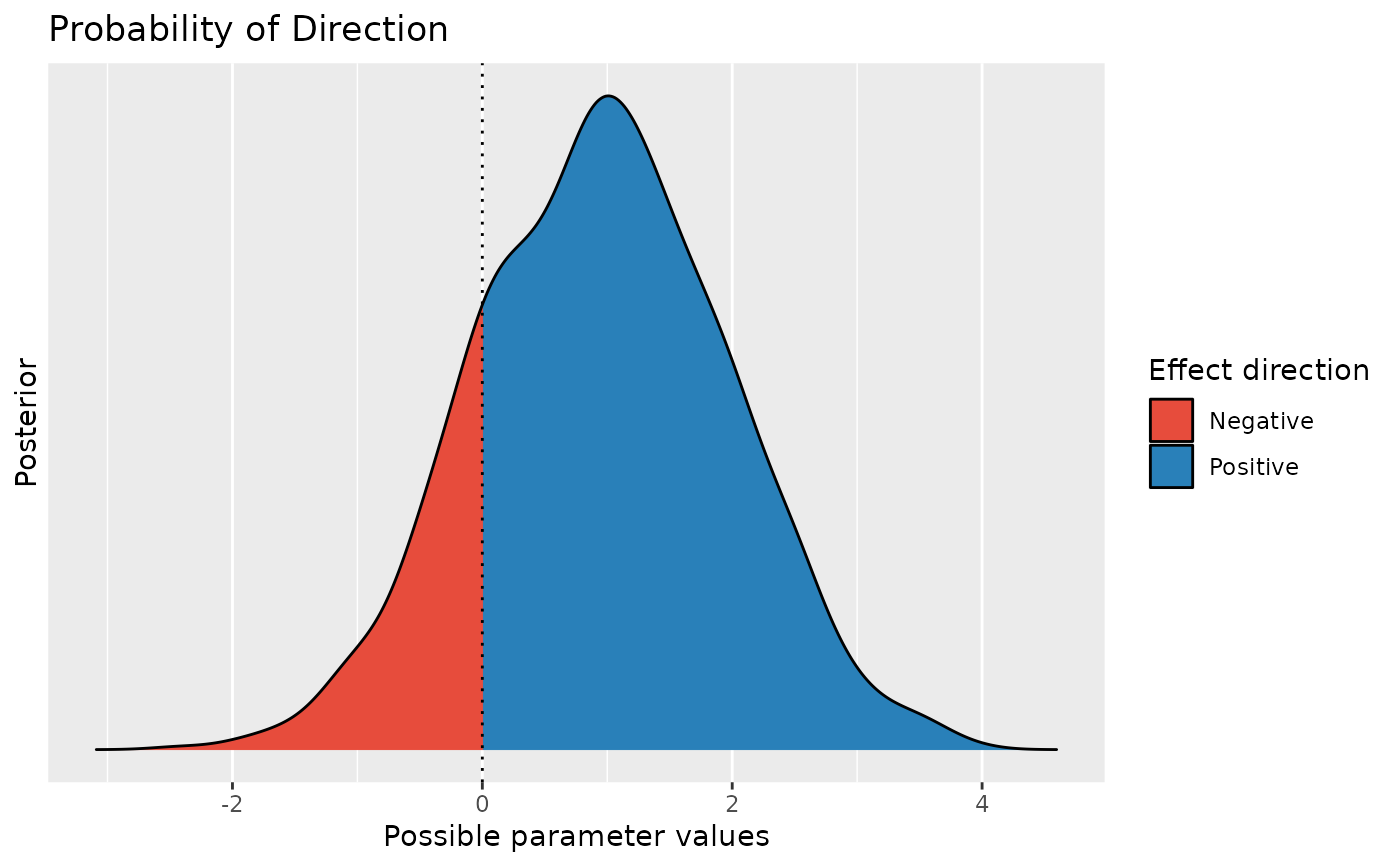 Probability of Direction
Posterior
-2 0 2 4
Possible parameter values
Effect direction
Negative
Positive